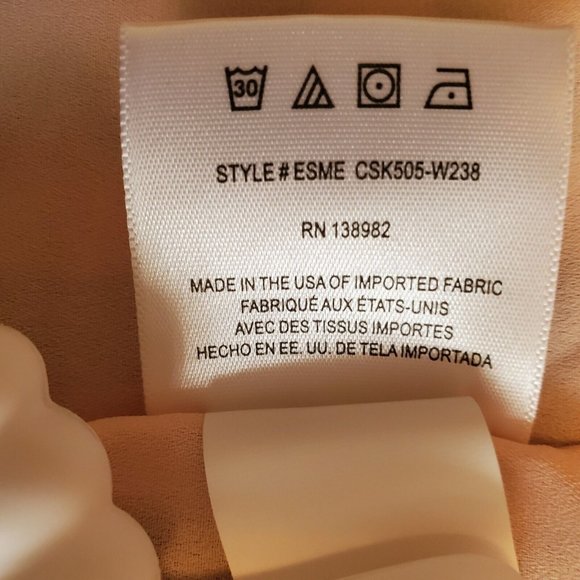 30
STYLE # ESME CSK505-W238
RN 138982
MADE IN THE USA OF IMPORTED FABRIC
FABRIQUÉ AUX ÉTATS-UNIS
AVEC DES TISSUS IMPORTES
HECHO EN EE. UU. DE TELA IMPORTADA